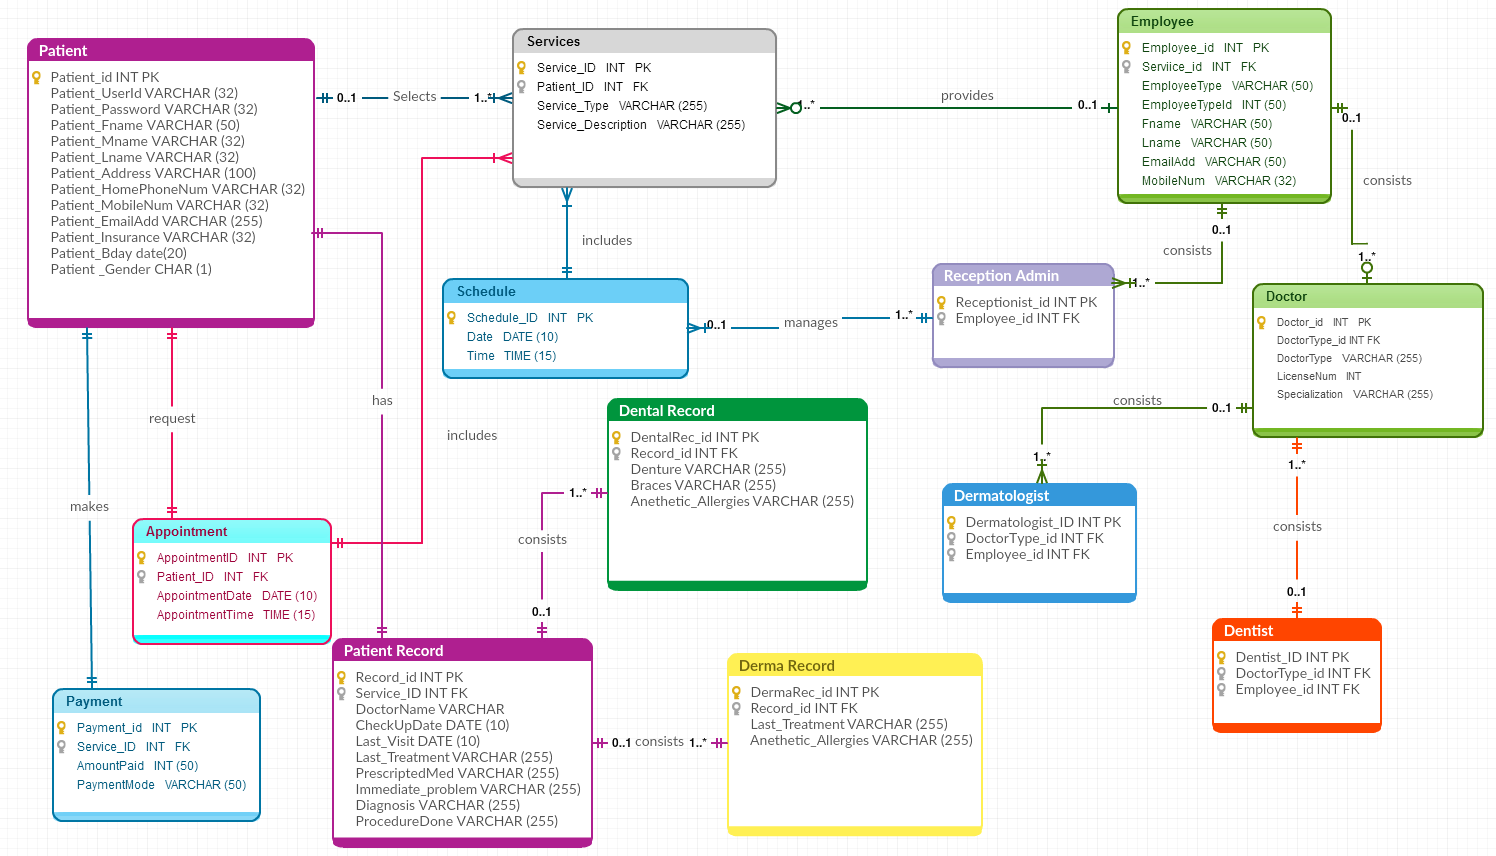 Patient
Patient_id INT PK
Patient_UserId VARCHAR (32)
Patient_Password VARCHAR (32)
Patient_Fname VARCHAR (50)
Patient_Mname VARCHAR (32)
Patient_Lname VARCHAR (32)
Patient_Address VARCHAR (100)
Patient_HomePhoneNum VARCHAR (32)
Patient_MobileNum VARCHAR (32)
Patient_EmailAdd VARCHAR (255)
Patient_Insurance VARCHAR (32)
Patient_Bday date(20)
Patient _Gender CHAR (1)
0..1
Selects
1..*
Services
Service_ID INT PK
Patient_ID INT FK
Service_Type VARCHAR (255)
Service_Description VARCHAR (255)
1..*
provides
0..1
Employee
Employee_id INT PK
Serviice_id INT FK
EmployeeType VARCHAR (50)
EmployeeTypeId INT (50)
Fname VARCHAR (50)
Lname VARCHAR (50)
EmailAdd VARCHAR (50)
MobileNum VARCHAR (32)
0..1
consists
1..*
0..1
consists
1..*
includes
Schedule
Schedule_ID INT PK
Date DATE (10)
Time TIME (15)
0..1
manages
1..*
Reception Admin
Receptionist_id INT PK
Employee_id INT FK
Doctor
Doctor_id INT PK
DoctorType_id INT FK
DoctorType VARCHAR (255)
LicenseNum INT
Specialization VARCHAR (255)
consists
0..1
1..*
1..*
consists
0..1
has
request
includes
makes
Dental Record
DentalRec_id INT PK
Record_id INT FK
Denture VARCHAR (255)
Braces VARCHAR (255)
Anethetic_Allergies VARCHAR (255)
1..*
consists
0..1
Dermatologist
Dermatologist_ID INT PK
DoctorType_id INT FK
Employee_id INT FK
Appointment
AppointmentID INT PK
Patient_ID INT FK
AppointmentDate DATE (10)
AppointmentTime TIME (15)
Dentist
Dentist_ID INT PK
DoctorType_id INT FK
Employee_id INT FK
Patient Record
Record_id INT PK
Service_ID INT FK
DoctorName VARCHAR
CheckUpDate DATE (10)
Last_Visit DATE (10)
Last_Treatment VARCHAR (255)
PrescriptedMed VARCHAR (255)
Immediate_problem VARCHAR (255)
Diagnosis VARCHAR (255)
ProcedureDone VARCHAR (255)
0..1
consists
1..*
Derma Record
DermaRec_id INT PK
Record_id INT FK
Last_Treatment VARCHAR (255)
Anethetic_Allergies VARCHAR (255)
Payment
Payment_id INT PK
Service_ID INT FK
AmountPaid INT (50)
PaymentMode VARCHAR (50)